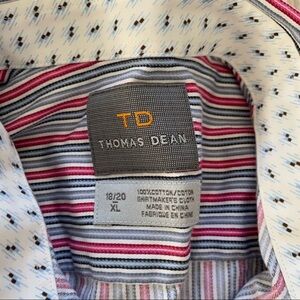 TD
THOMAS DEAN
18/20
XL
100%COTTON/COTON
SHIRTMAKER'S CLOTH
MADE IN CHINA
FABRIQUE EN CHINE